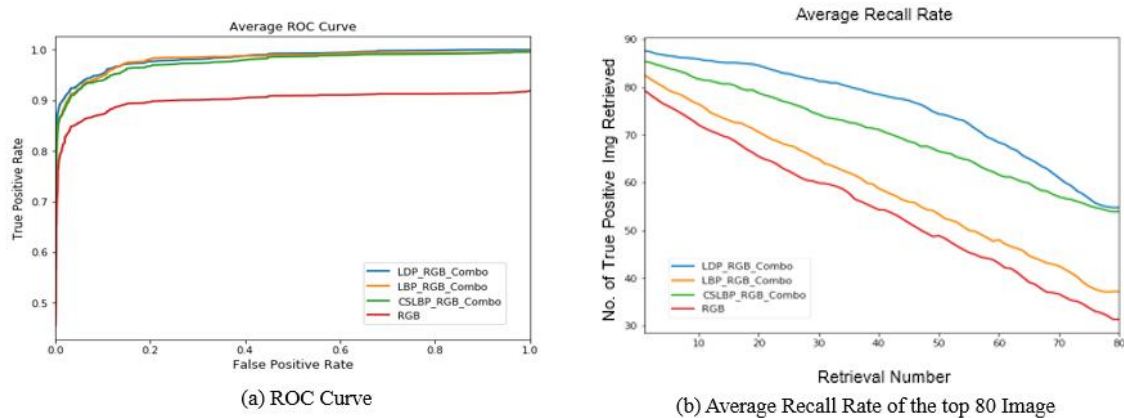 Average ROC Curve
True Positive Rate
1.0
0.9
0.8
0.7
0.6
0.5
LDP_RGB_Combo
LBP_RGB_Combo
CSLBP_RGB_Combo
RGB
0.0 0.2 0.4 0.6 0.8 1.0
False Positive Rate
(a) ROC Curve
Average Recall Rate
No. of True Positive Img Retrieved
90
80
70
60
50
40
30
LDP_RGB_Combo
LBP_RGB_Combo
CSLBP_RGB_Combo
RGB
10 20 30 40 50 60 70 80
Retrieval Number
(b) Average Recall Rate of the top 80 Image